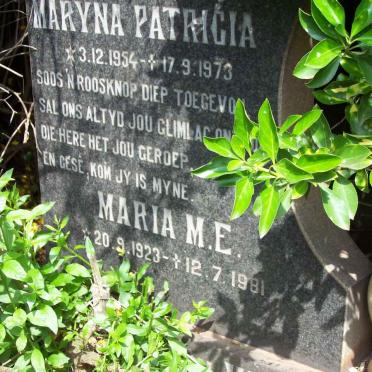 MARYNA PATRICIA
*3.12.1954-†17.9.1973
SOOS 'N ROOSKNOP DIEP TOEGEVO
SAL ONS ALTYD JOU GLIMLAG ON
DIE HERE HET JOU GEROEP
EN GESÊ, KOM JY IS MYNE.
MARIA M.E.
*20.9.1923-†12.7.1981